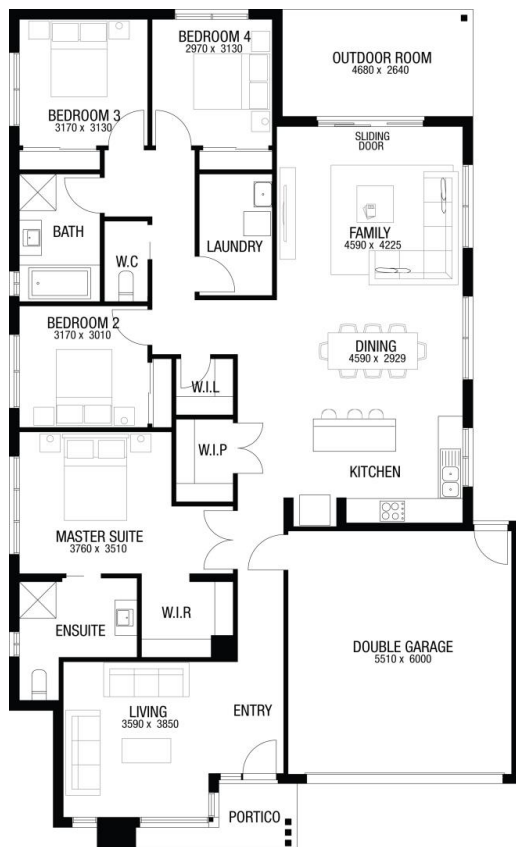 BEDROOM 4
2970 x 3130
OUTDOOR ROOM
4680 x 2640
BEDROOM 3
3170 x 3130
SLIDING
DOOR
BATH
LAUNDRY
FAMILY
4590 x 4225
W.C
BEDROOM 2
3170 x 3010
DINING
4590 x 2929
W.I.L
W.I.P
KITCHEN
MASTER SUITE
3760 x 3510
W.I.R
ENSUITE
DOUBLE GARAGE
5510 x 6000
LIVING
3590 x 3850
ENTRY
PORTICO